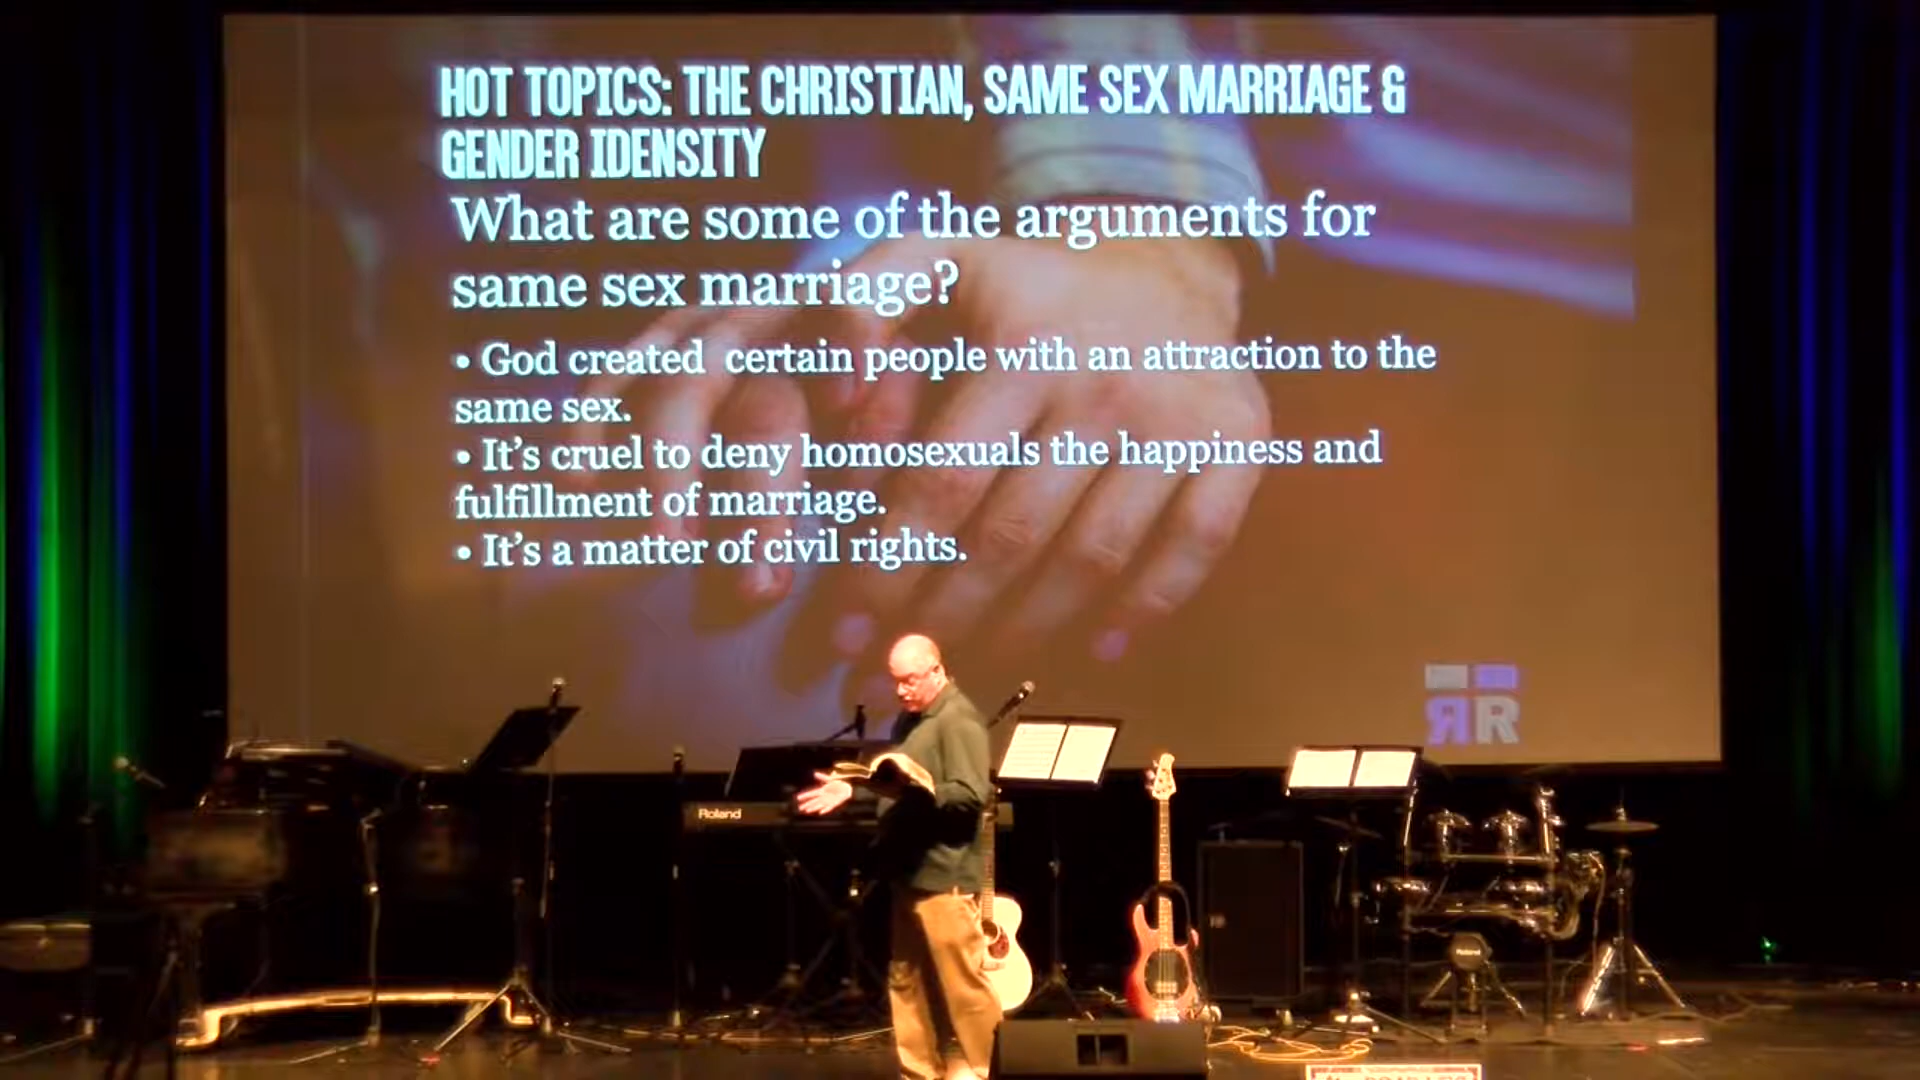 HOT TOPICS: THE CHRISTIAN, SAME SEX MARRIAGE &
GENDER IDENSITY
What are some of the arguments for
same sex marriage?
• God created certain people with an attraction to the
same sex.
• It's cruel to deny homosexuals the happiness and
fulfillment of marriage.
• It's a matter of civil rights.
RR
Roland
Roland